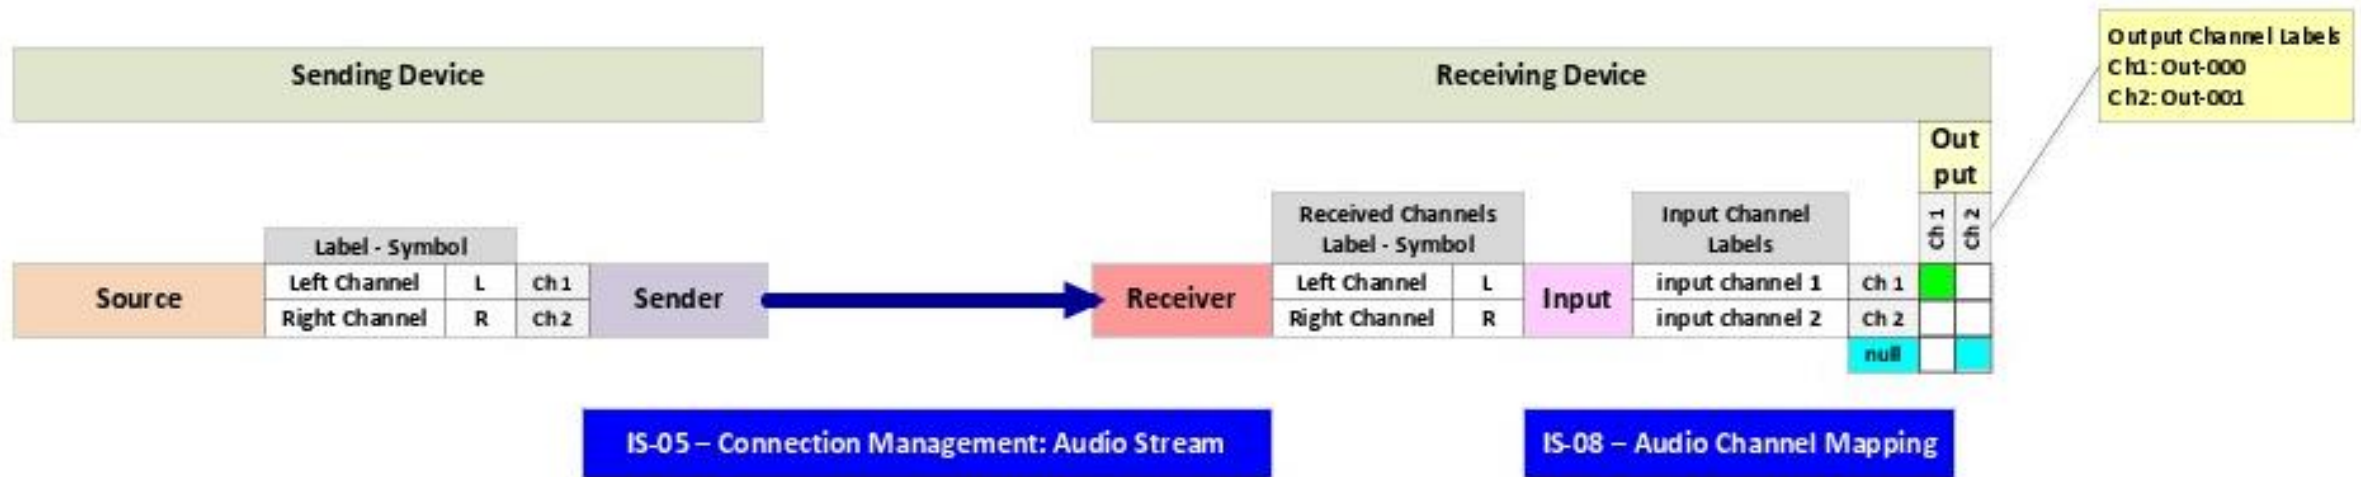 Sending Device
Receiving Device
Output Channel Labels
Ch1: Out-000
Ch2: Out-001
Out
put
Received Channels
Label - Symbol
Input Channel
Labels
Ch 1
Ch 2
Label - Symbol
Source
Left Channel L Ch 1
Right Channel R Ch 2
Sender
Receiver
Left Channel L
Right Channel R
Input
input channel 1 Ch 1
input channel 2 Ch 2
null
IS-05 – Connection Management: Audio Stream
IS-08 – Audio Channel Mapping